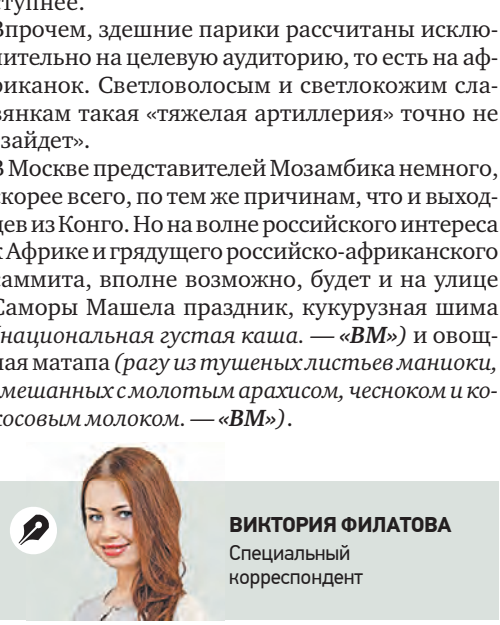 ступнее.
Впрочем, здешние парики рассчитаны исклю-
чительно на целевую аудиторию, то есть на аф-
риканок. Светловолосым и светлокожим сла-
вянкам такая «тяжелая артиллерия» точно не
зайдет».
В Москве представителей Мозамбика немного,
скорее всего, по тем же причинам, что и выход-
цев из Конго. Но на волне российского интереса
к Африке и грядущего российско-африканского
саммита, вполне возможно, будет и на улице
Саморы Машела праздник, кукурузная шима
(национальная густая каша. — «ВМ») и овощ-
ная матапа (рагу из тушеных листьев маниоки,
смешанных с молотым арахисом, чесноком и ко-
косовым молоком. — «ВМ»).
ВИКТОРИЯ ФИЛАТОВА
Специальный
корреспондент